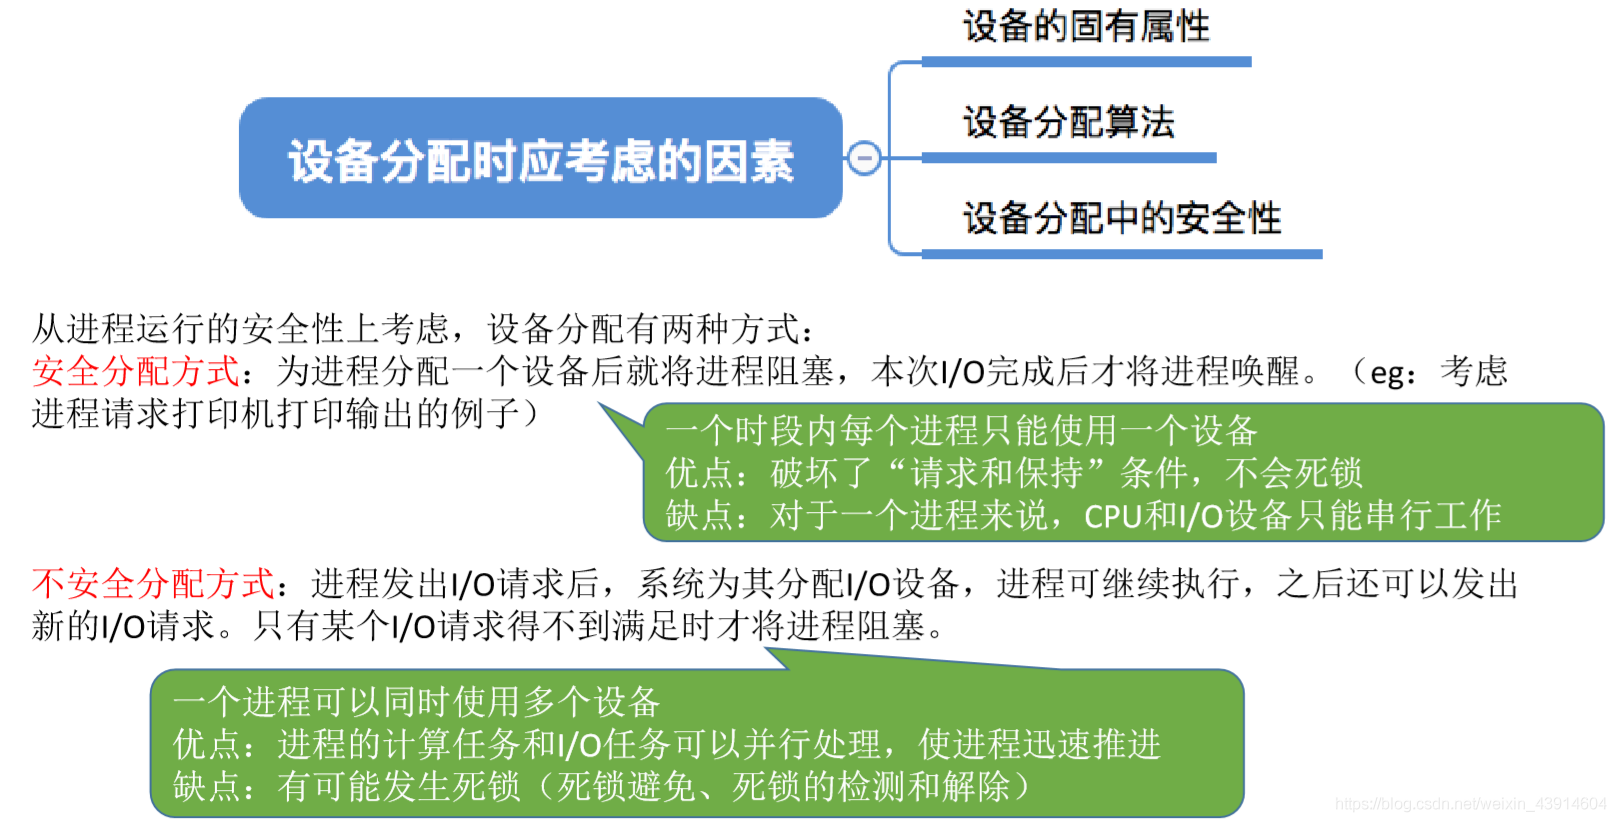 设备的固有属性
设备分配时应考虑的因素
设备分配算法
设备分配中的安全性
从进程运行的安全性上考虑，设备分配有两种方式：
安全分配方式：为进程分配一个设备后就将进程阻塞，本次I/O完成后才将进程唤醒。（eg：考虑
进程请求打印机打印输出的例子）
一个时段内每个进程只能使用一个设备
优点：破坏了“请求和保持”条件，不会死锁
缺点：对于一个进程来说，CPU和I/O设备只能串行工作
不安全分配方式：进程发出I/O请求后，系统为其分配I/O设备，进程可继续执行，之后还可以发出
新的I/O请求。只有某个I/O请求得不到满足时才将进程阻塞。
一个进程可以同时使用多个设备
优点：进程的计算任务和I/O任务可以并行处理，使进程迅速推进
缺点：有可能发生死锁（死锁避免、死锁的检测和解除）
https://blog.csdn.net/weixin_43914604